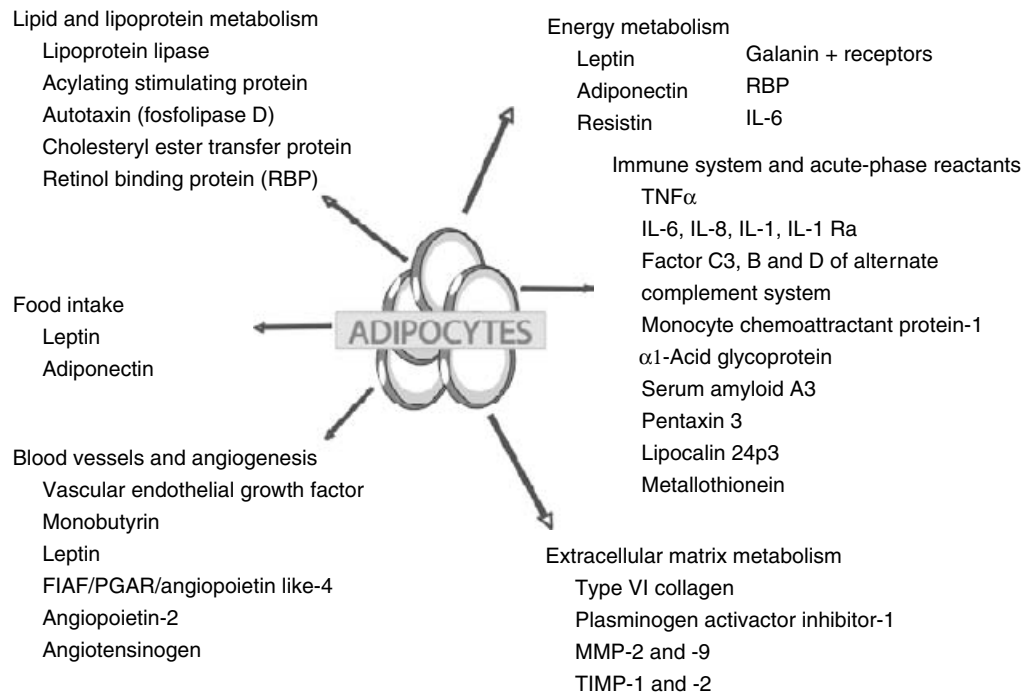 Lipid and lipoprotein metabolism
Lipoprotein lipase
Acylating stimulating protein
Autotaxin (fosfolipase D)
Cholesteryl ester transfer protein
Retinol binding protein (RBP)
Energy metabolism
Leptin
Adiponectin
Resistin
Galanin + receptors
RBP
IL-6
Immune system and acute-phase reactants
TNFα
IL-6, IL-8, IL-1, IL-1 Ra
Factor C3, B and D of alternate
complement system
Monocyte chemoattractant protein-1
α1-Acid glycoprotein
Serum amyloid A3
Pentaxin 3
Lipocalin 24p3
Metallothionein
Food intake
Leptin
Adiponectin
ADIPOCYTES
Blood vessels and angiogenesis
Vascular endothelial growth factor
Monobutyrin
Leptin
FIAF/PGAR/angiopoietin like-4
Angiopoietin-2
Angiotensinogen
Extracellular matrix metabolism
Type VI collagen
Plasminogen activactor inhibitor-1
MMP-2 and -9
TIMP-1 and -2